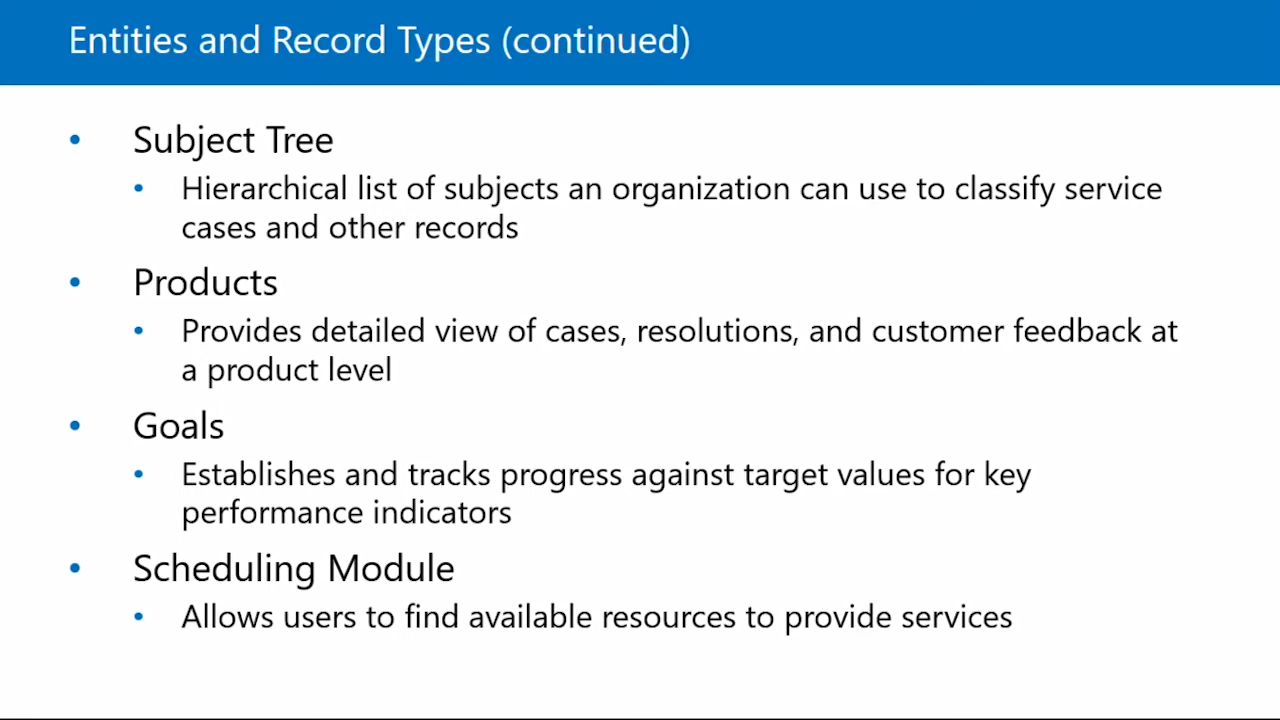 Entities and Record Types (continued)
• Subject Tree
• Hierarchical list of subjects an organization can use to classify service
cases and other records
• Products
• Provides detailed view of cases, resolutions, and customer feedback at
a product level
• Goals
• Establishes and tracks progress against target values for key
performance indicators
• Scheduling Module
• Allows users to find available resources to provide services